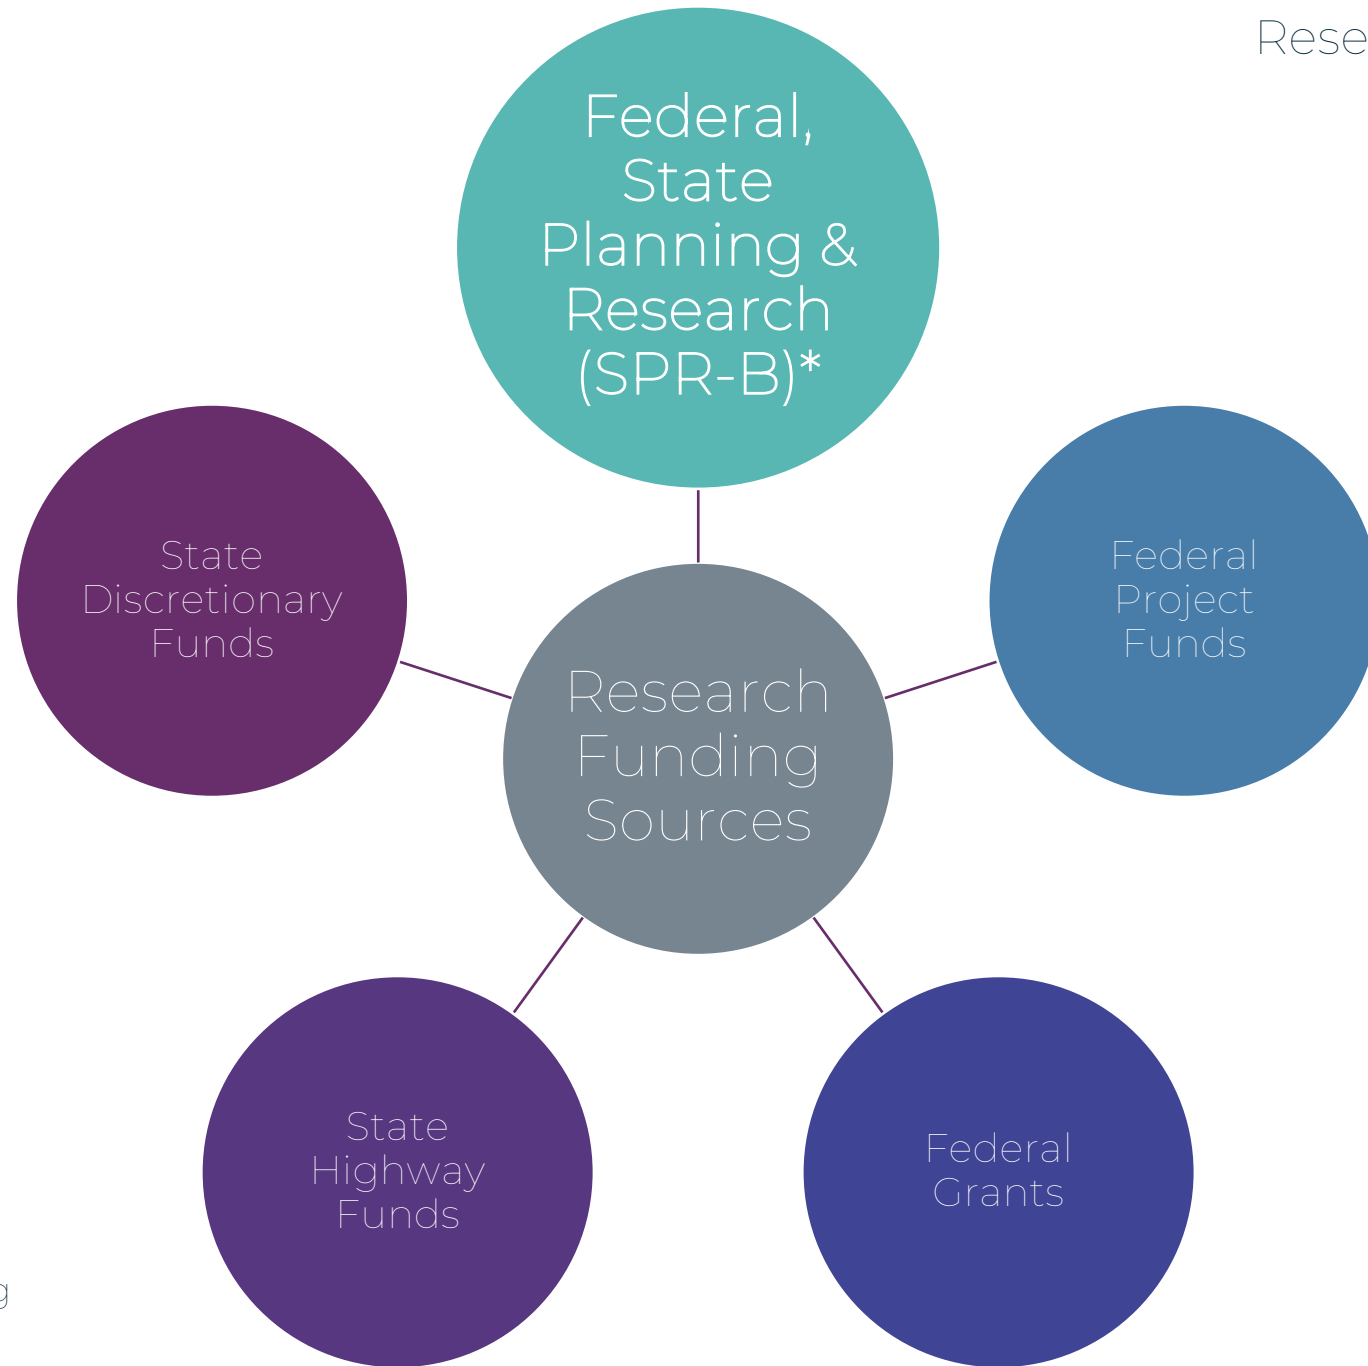 Federal,
State
Planning &
Research
(SPR-B)*
State
Discretionary
Funds
Federal
Project
Funds
Research
Funding
Sources
State
Highway
Funds
Federal
Grants